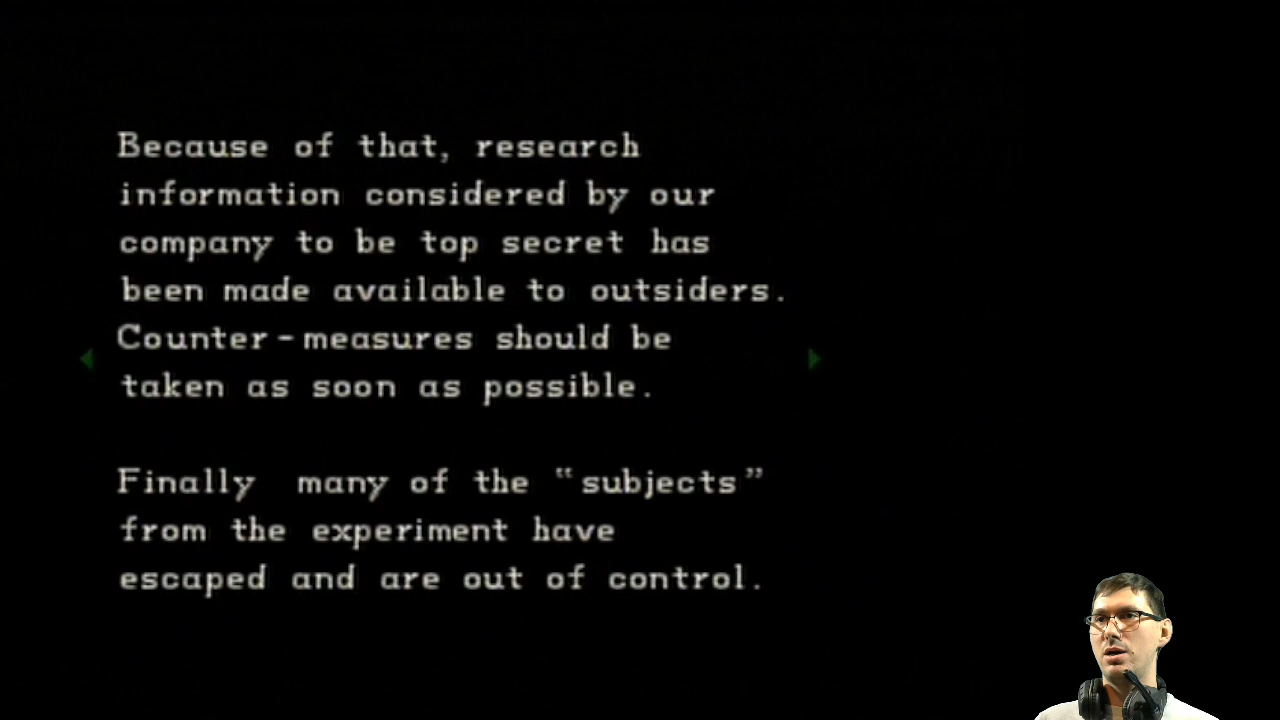 Because of that, research
information considered by our
company to be top secret has
been made available to outsiders.
Counter-measures should be
taken as soon as possible.
Finally many of the "subjects"
from the experiment have
escaped and are out of control.